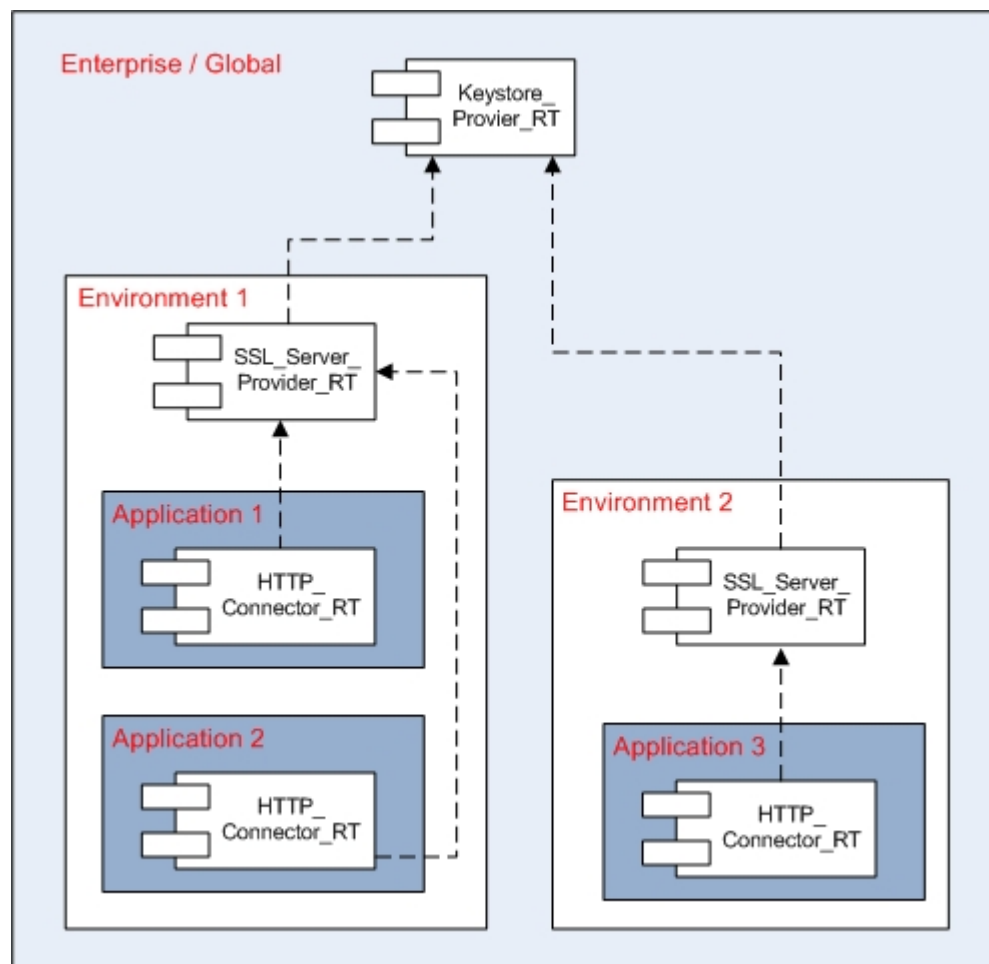 Enterprise / Global
Keystore_
Provier_RT
Environment 1
SSL_Server_
Provider_RT
Application 1
HTTP_
Connector_RT
Application 2
HTTP_
Connector_RT
Environment 2
SSL_Server_
Provider_RT
Application 3
HTTP_
Connector_RT